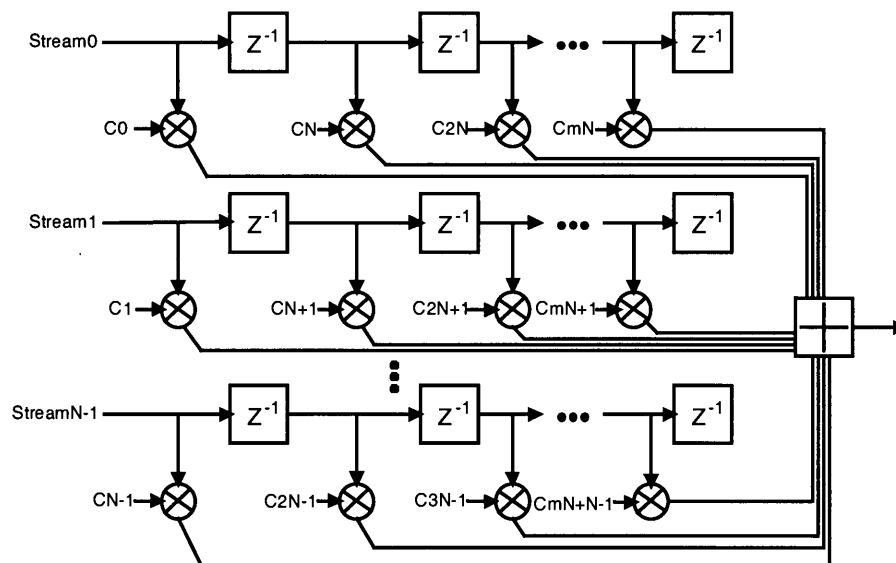 Stream0 Z⁻¹ Z⁻¹ ••• Z⁻¹
C0 CN C2N CmN
Stream1 Z⁻¹ Z⁻¹ ••• Z⁻¹
C1 CN+1 C2N+1 CmN+1
StreamN-1 Z⁻¹ Z⁻¹ ••• Z⁻¹
CN-1 C2N-1 C3N-1 CmN+N-1